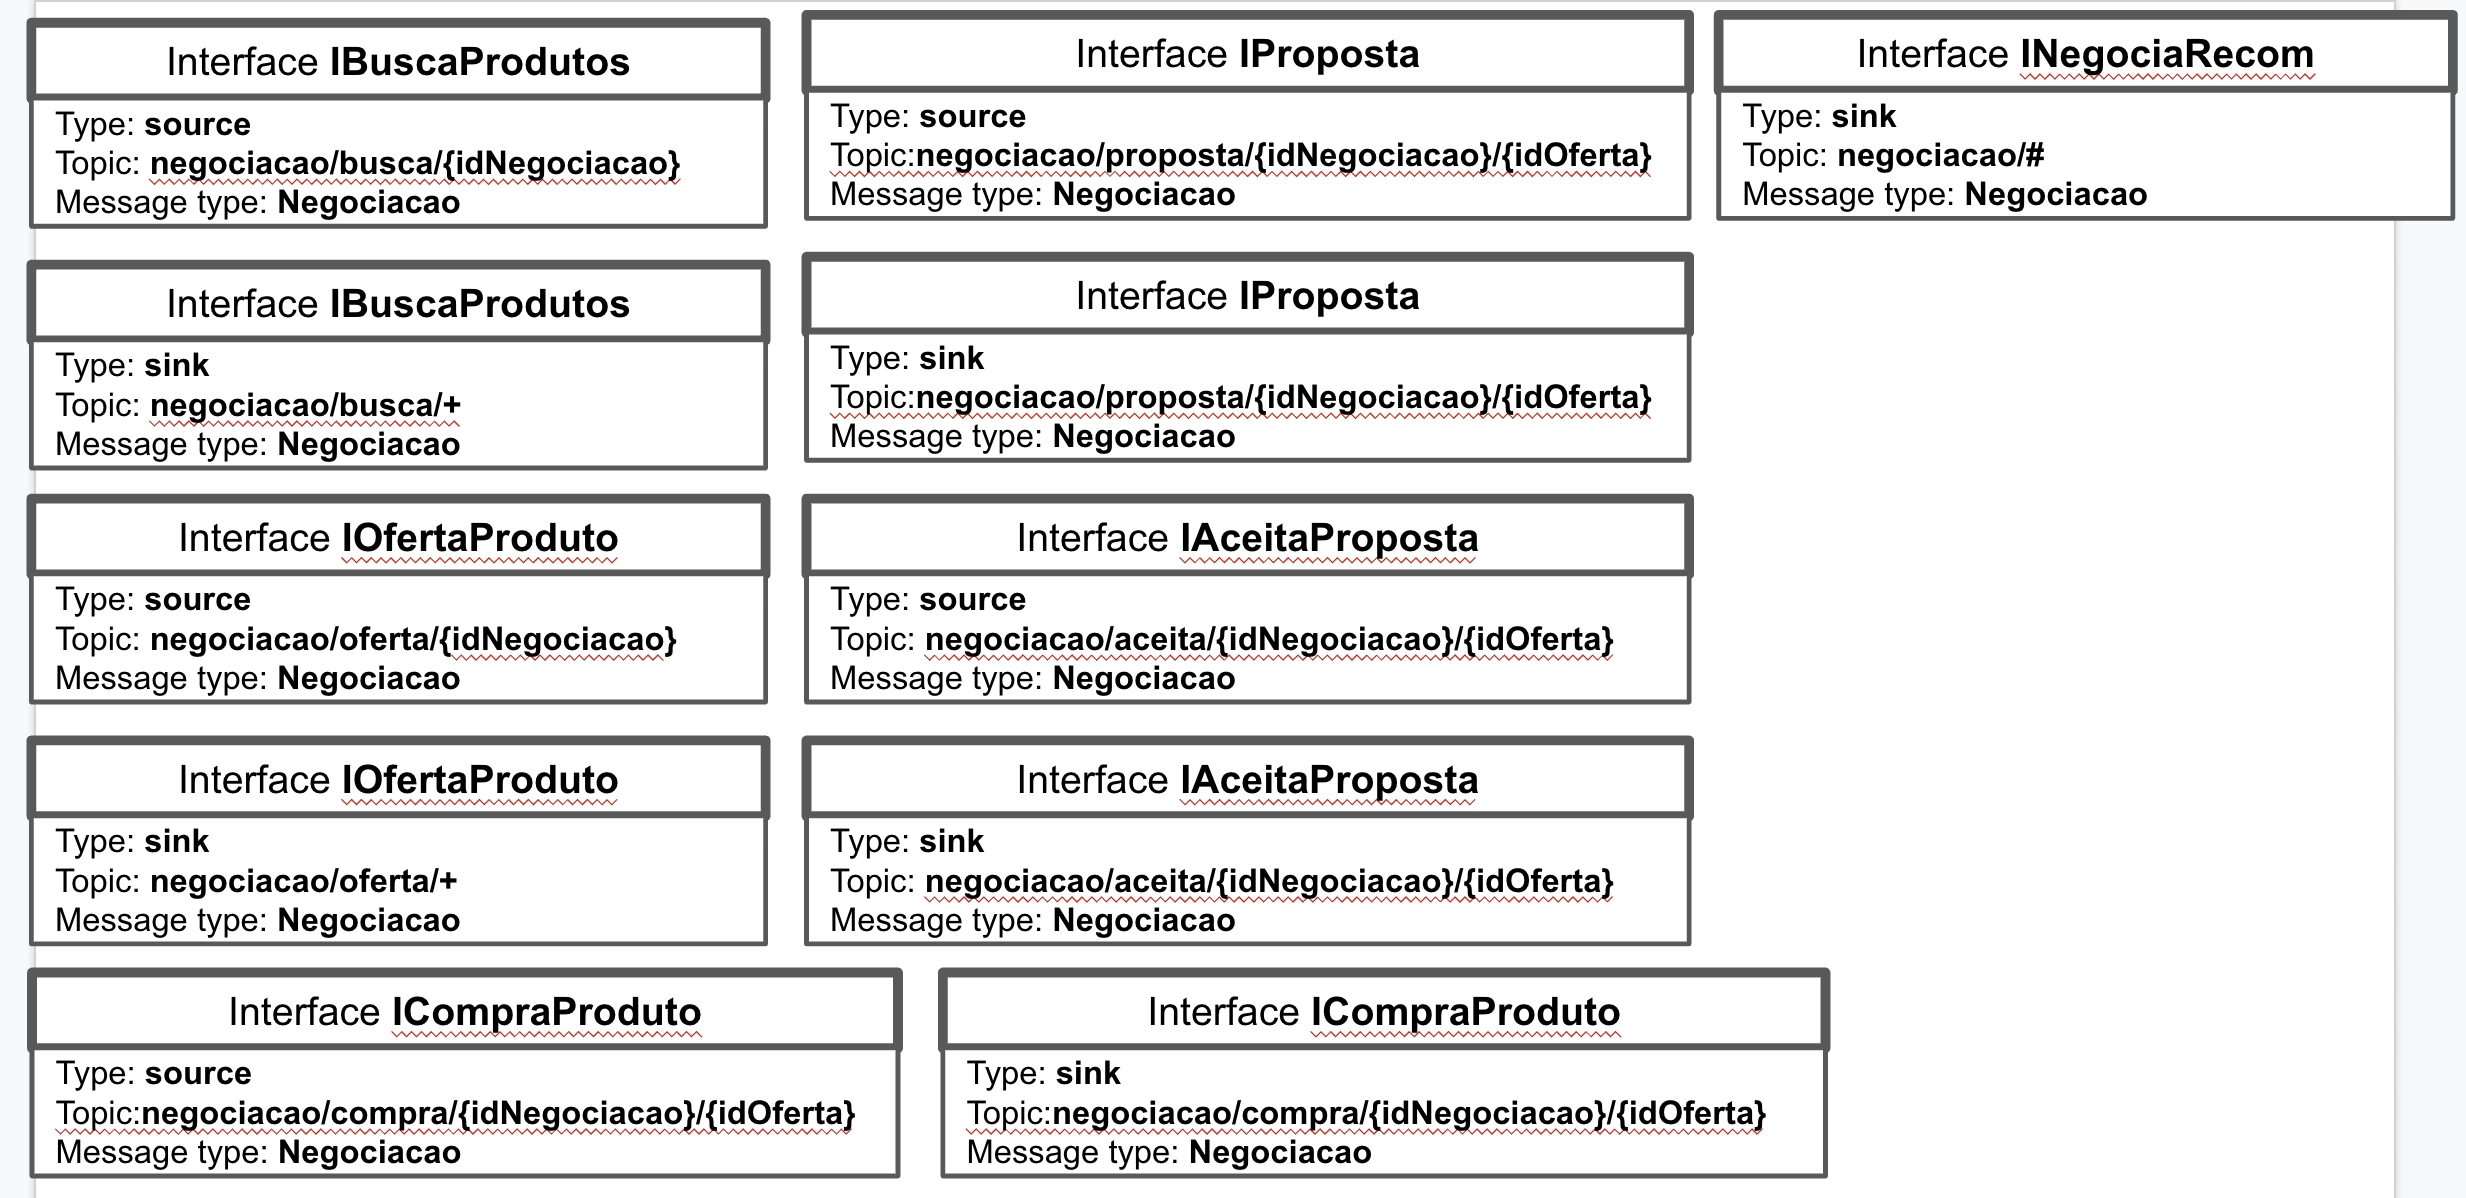 Interface IBuscaProdutos
Type: source
Topic: negociacao/busca/{idNegociacao}
Message type: Negociacao
Interface IProposta
Type: source
Topic:negociacao/proposta/{idNegociacao}/{idOferta}
Message type: Negociacao
Interface INegociaRecom
Type: sink
Topic: negociacao/#
Message type: Negociacao
Interface IBuscaProdutos
Type: sink
Topic: negociacao/busca/+
Message type: Negociacao
Interface IProposta
Type: sink
Topic:negociacao/proposta/{idNegociacao}/{idOferta}
Message type: Negociacao
Interface IOfertaProduto
Type: source
Topic: negociacao/oferta/{idNegociacao}
Message type: Negociacao
Interface IAceitaProposta
Type: source
Topic: negociacao/aceita/{idNegociacao}/{idOferta}
Message type: Negociacao
Interface IOfertaProduto
Type: sink
Topic: negociacao/oferta/+
Message type: Negociacao
Interface IAceitaProposta
Type: sink
Topic: negociacao/aceita/{idNegociacao}/{idOferta}
Message type: Negociacao
Interface ICompraProduto
Type: source
Topic:negociacao/compra/{idNegociacao}/{idOferta}
Message type: Negociacao
Interface ICompraProduto
Type: sink
Topic:negociacao/compra/{idNegociacao}/{idOferta}
Message type: Negociacao